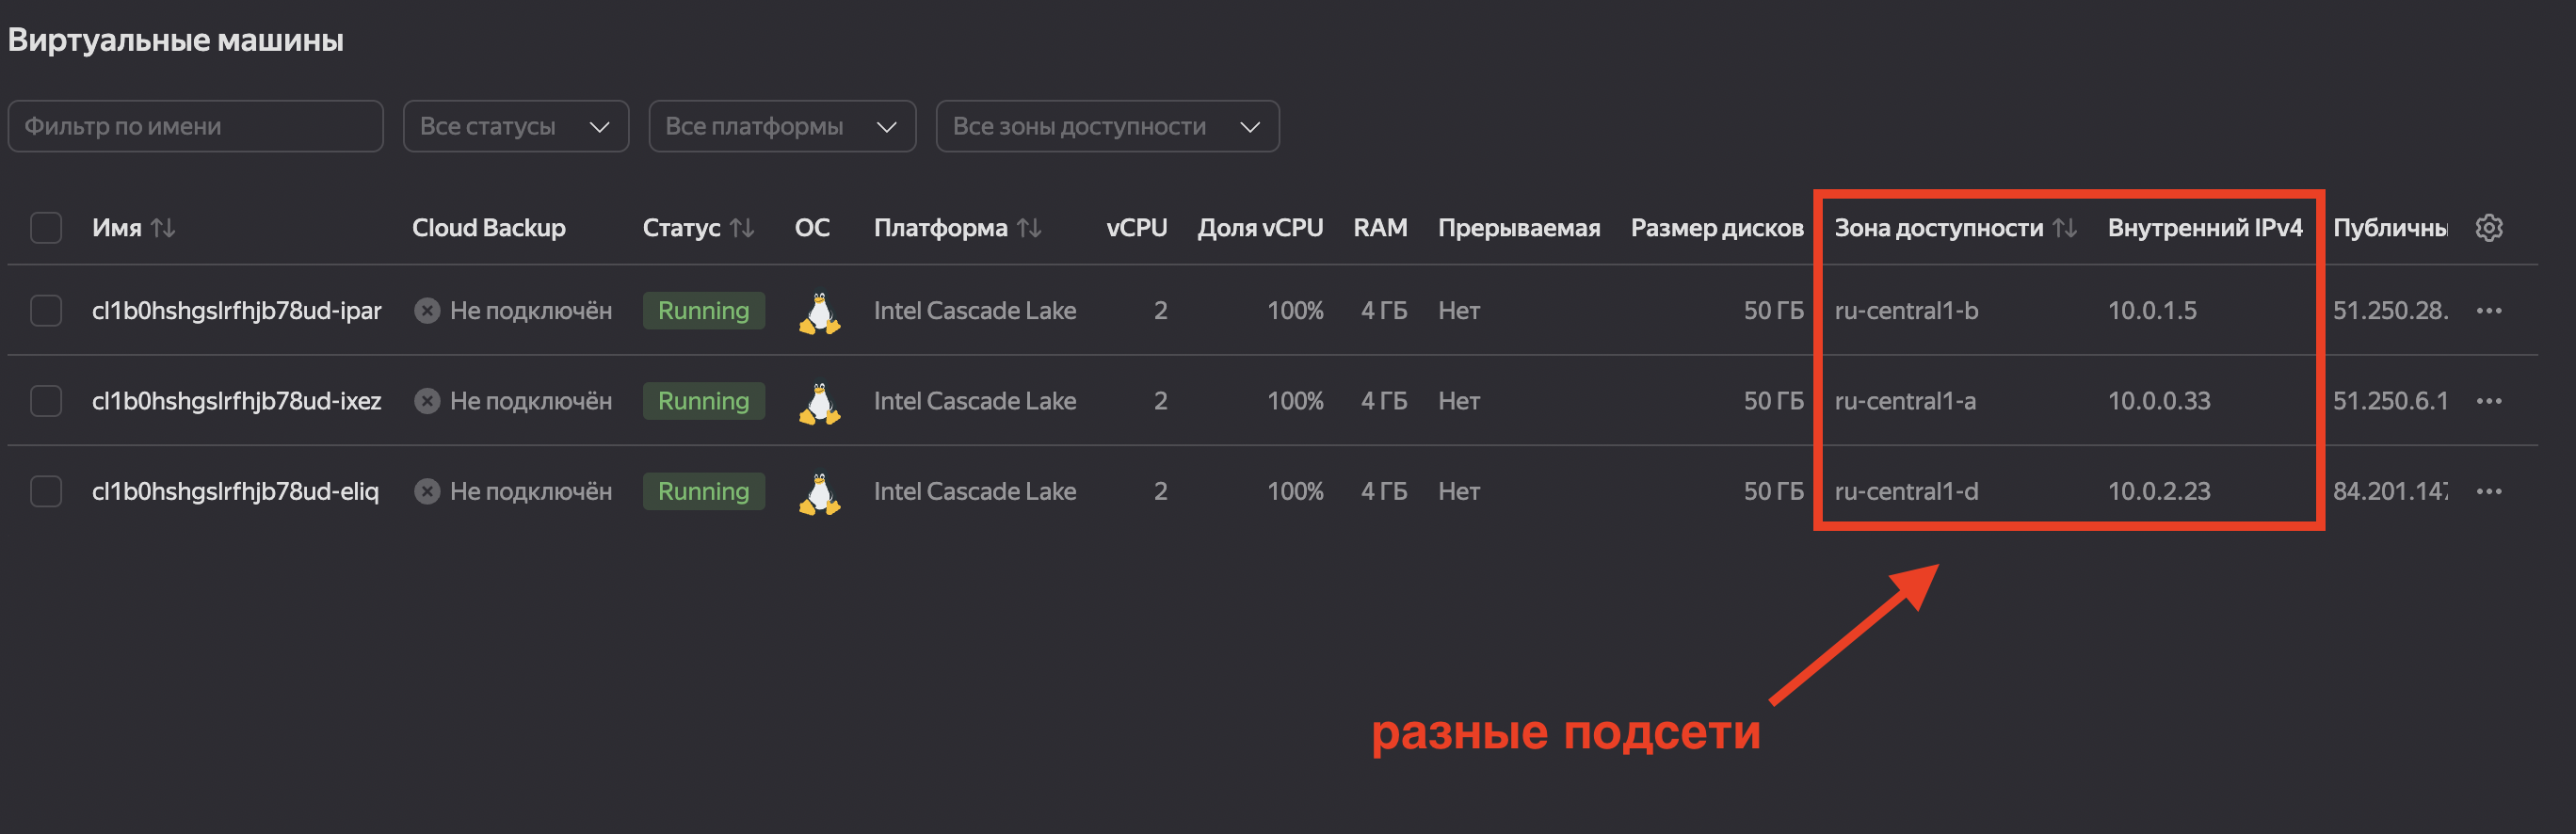 Виртуальные машины
Фильтр по имени Все статусы Все платформы Все зоны доступности
Имя Cloud Backup Статус ОС Платформа vCPU Доля vCPU RAM Прерываемая Размер дисков Зона доступности Внутренний IPv4 Публичны
cl1b0hshgslrfhjb78ud-ipar Не подключён Running Intel Cascade Lake 2 100% 4 ГБ Нет 50 ГБ ru-central1-b 10.0.1.5 51.250.28.
cl1b0hshgslrfhjb78ud-ixez Не подключён Running Intel Cascade Lake 2 100% 4 ГБ Нет 50 ГБ ru-central1-a 10.0.0.33 51.250.6.1
cl1b0hshgslrfhjb78ud-eliq Не подключён Running Intel Cascade Lake 2 100% 4 ГБ Нет 50 ГБ ru-central1-d 10.0.2.23 84.201.147
разные подсети